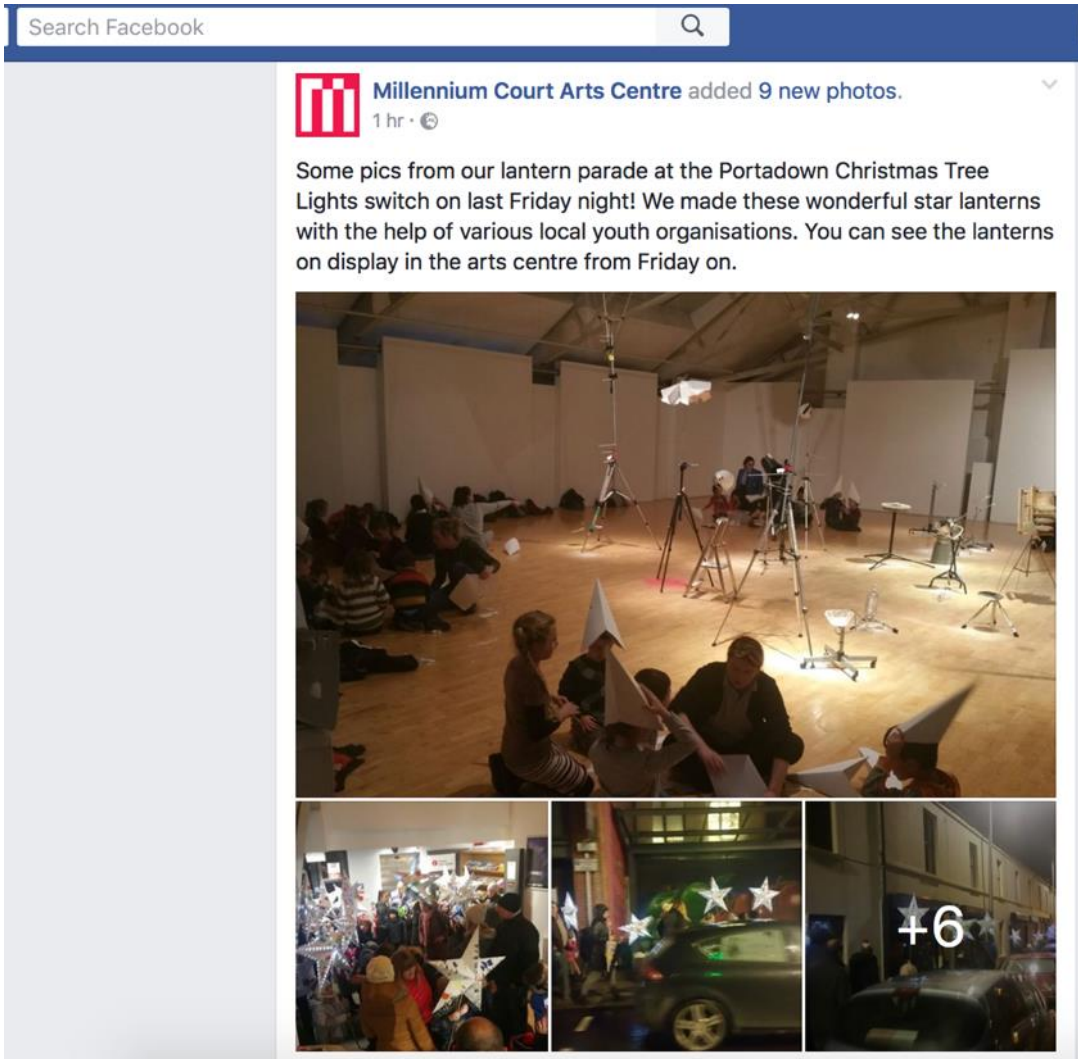 Search Facebook
Millennium Court Arts Centre added 9 new photos.
1 hr ·
Some pics from our lantern parade at the Portadown Christmas Tree
Lights switch on last Friday night! We made these wonderful star lanterns
with the help of various local youth organisations. You can see the lanterns
on display in the arts centre from Friday on.
+6